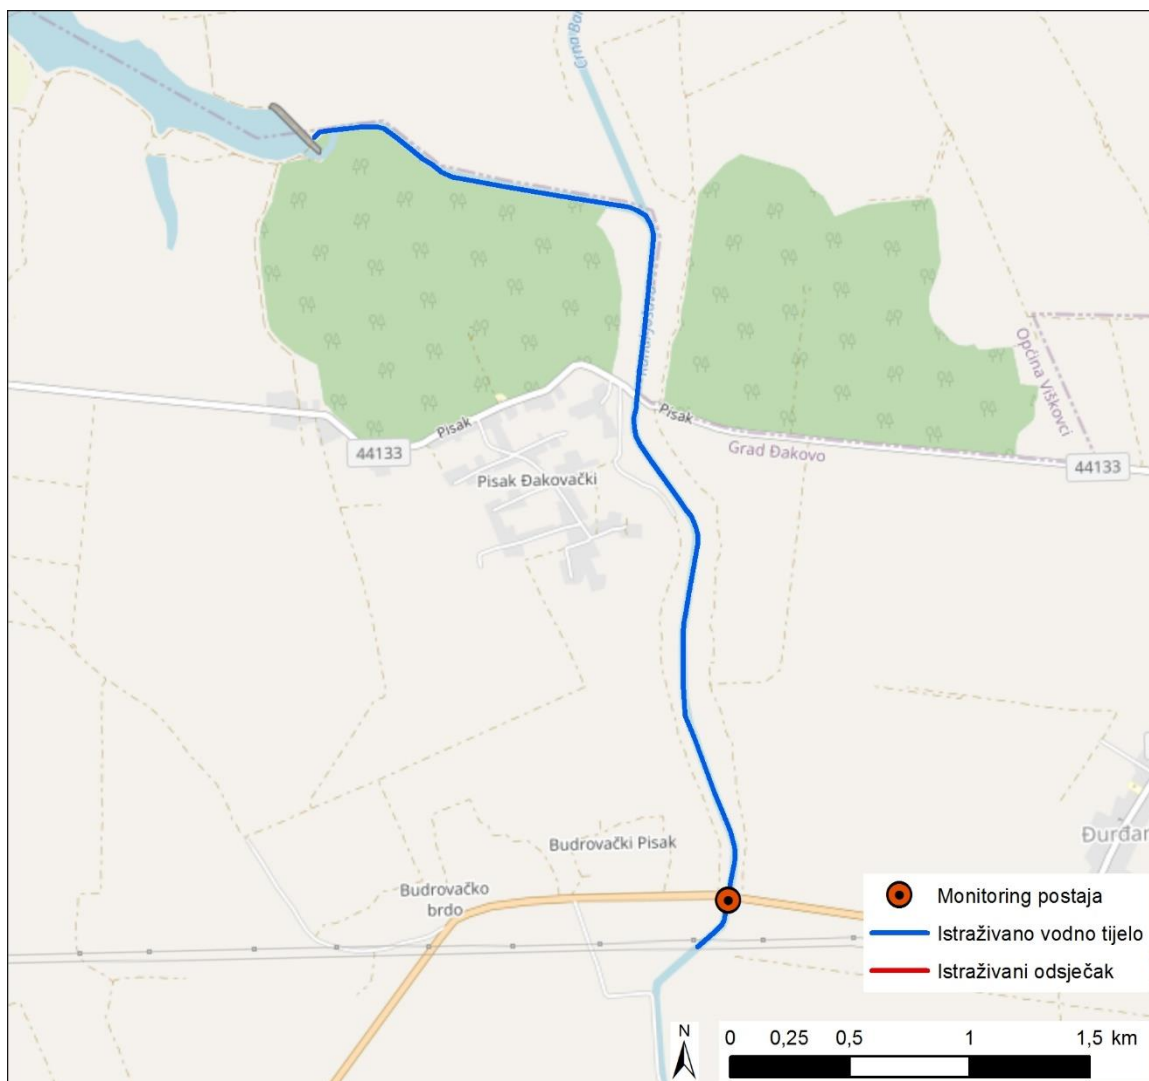 Crna Bar
Pisak
Pisak
44133
Grad Đakovo
Općina Viškovci
44133
Pisak Đakovački
Budrovački Pisak
Budrovačko
brdo
Đurđan
Monitoring postaja
Istraživano vodno tijelo
Istraživani odsječak
N
0 0,25 0,5 1 1,5 km